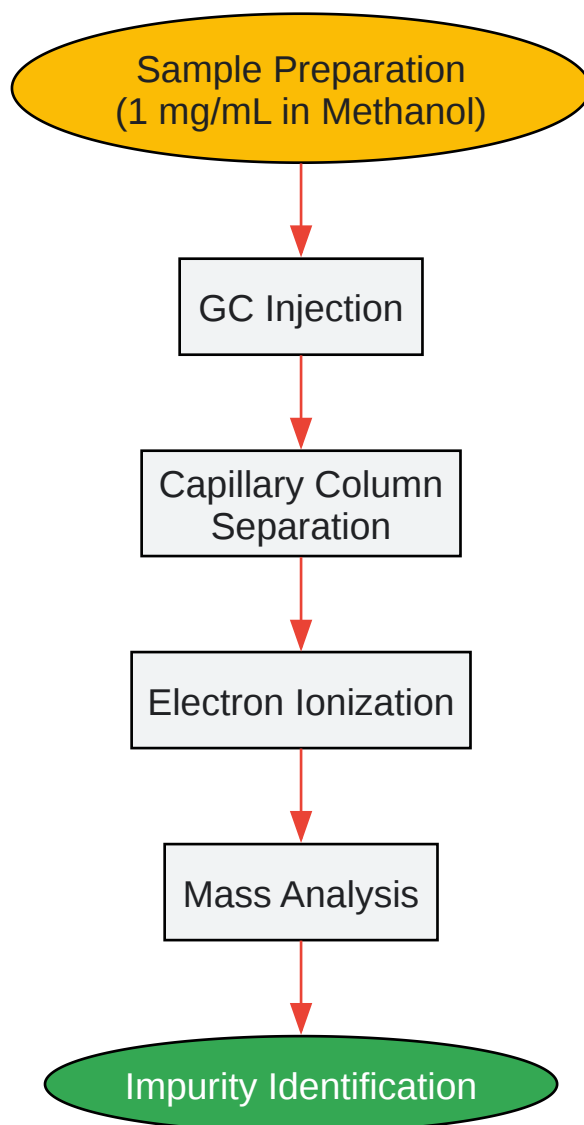 Sample Preparation
(1 mg/mL in Methanol)
GC Injection
Capillary Column
Separation
Electron Ionization
Mass Analysis
Impurity Identification